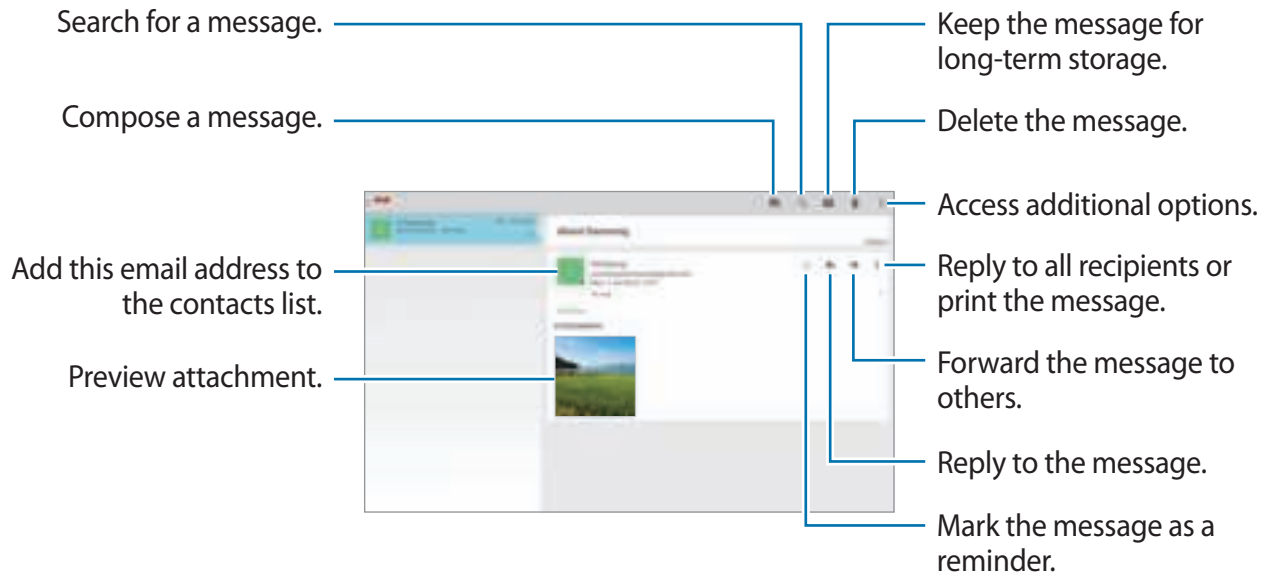 Search for a message.
Compose a message.
Add this email address to
the contacts list.
Preview attachment.
Keep the message for
long-term storage.
Delete the message.
Access additional options.
Reply to all recipients or
print the message.
Forward the message to
others.
Reply to the message.
Mark the message as a
reminder.
About Samsung